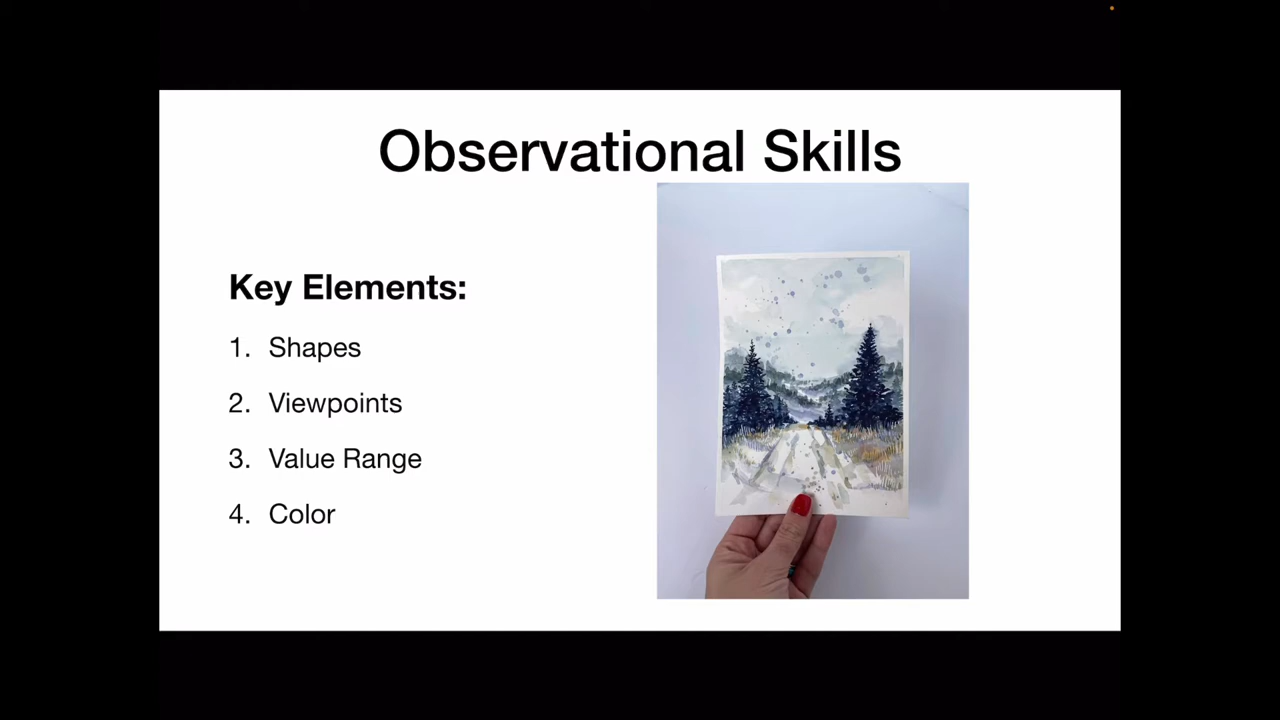 Observational Skills
Key Elements:
1. Shapes
2. Viewpoints
3. Value Range
4. Color